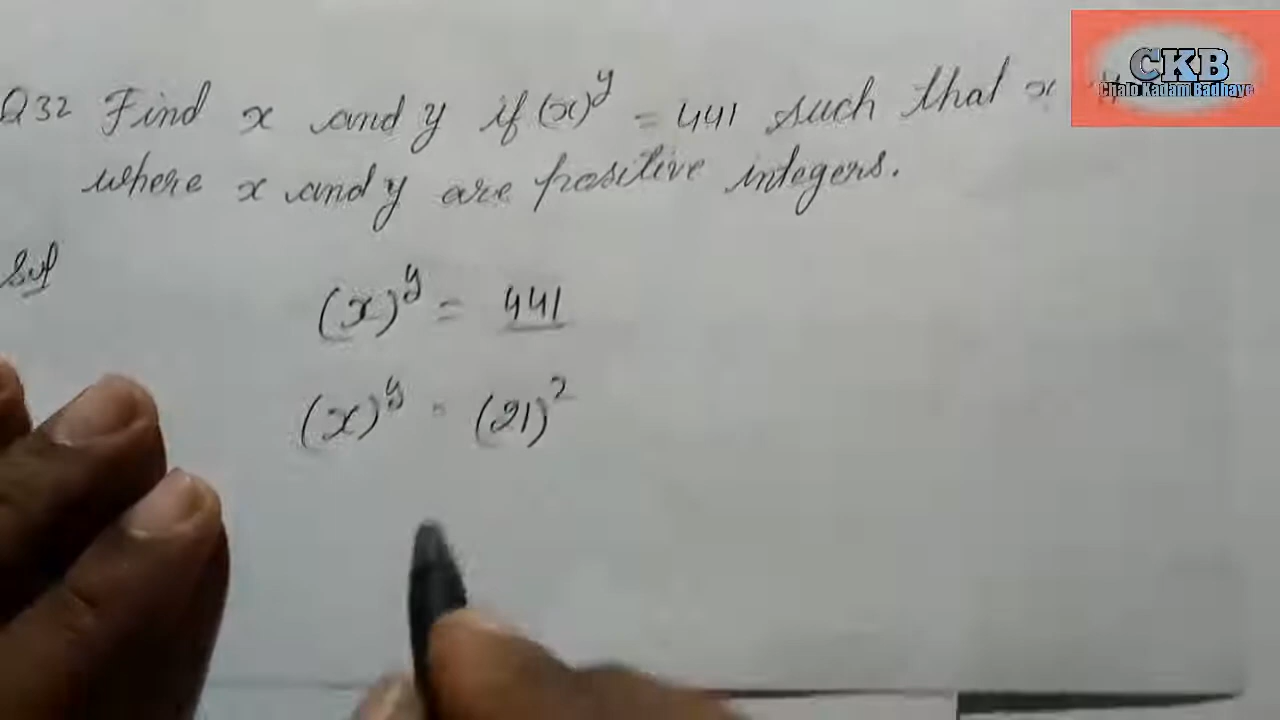 CKB
Chalo Kadam Badhaye
Q32 Find x and y if (x)^y = 441 such that x
where x and y are positive integers.
Sol
(x)^y = 441
(x)^y = (21)^2